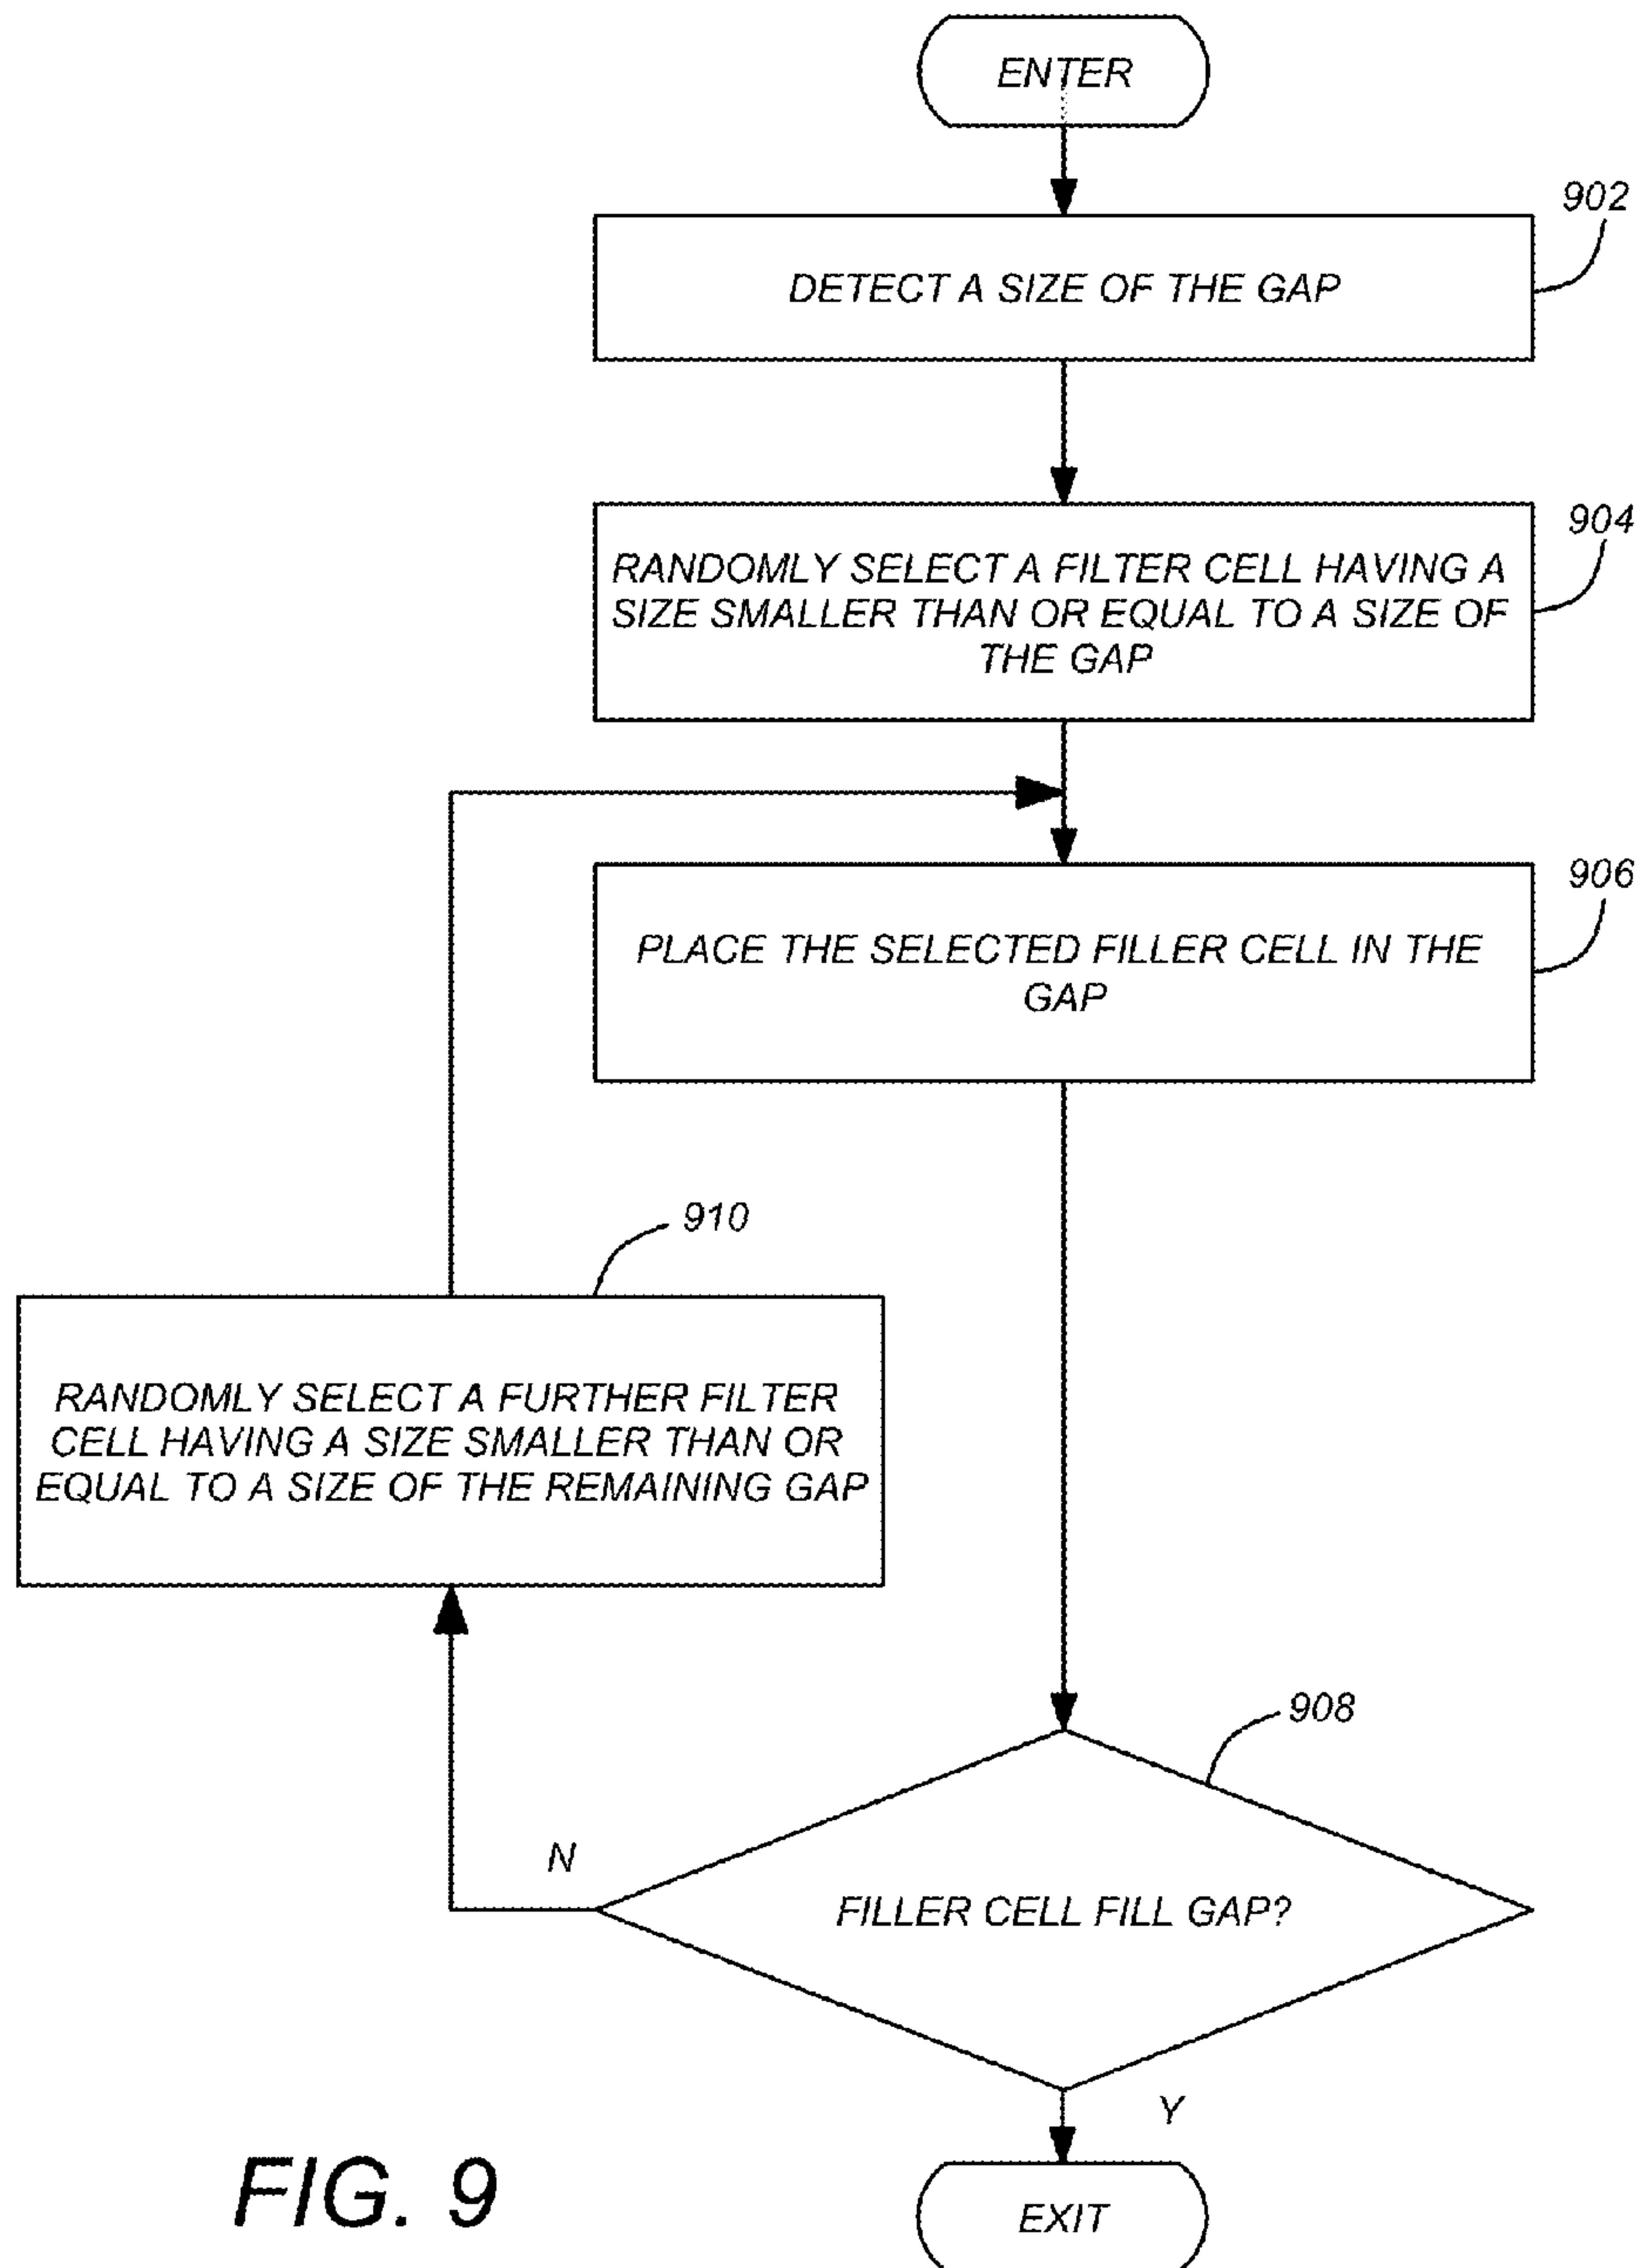 ENTER
902
DETECT A SIZE OF THE GAP
904
RANDOMLY SELECT A FILTER CELL HAVING A
SIZE SMALLER THAN OR EQUAL TO A SIZE OF
THE GAP
906
PLACE THE SELECTED FILLER CELL IN THE
GAP
910
RANDOMLY SELECT A FURTHER FILTER
CELL HAVING A SIZE SMALLER THAN OR
EQUAL TO A SIZE OF THE REMAINING GAP
908
N
FILLER CELL FILL GAP?
Y
EXIT
FIG. 9